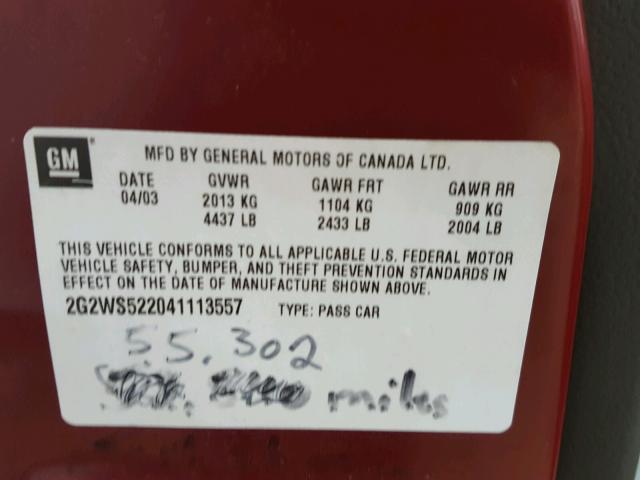 GM
MFD BY GENERAL MOTORS OF CANADA LTD.
DATE GVWR GAWR FRT GAWR RR
04/03 2013 KG 1104 KG 909 KG
4437 LB 2433 LB 2004 LB
THIS VEHICLE CONFORMS TO ALL APPLICABLE U.S. FEDERAL MOTOR
VEHICLE SAFETY, BUMPER, AND THEFT PREVENTION STANDARDS IN
EFFECT ON THE DATE OF MANUFACTURE SHOWN ABOVE.
2G2WS522041113557 TYPE: PASS CAR
55.302
miles